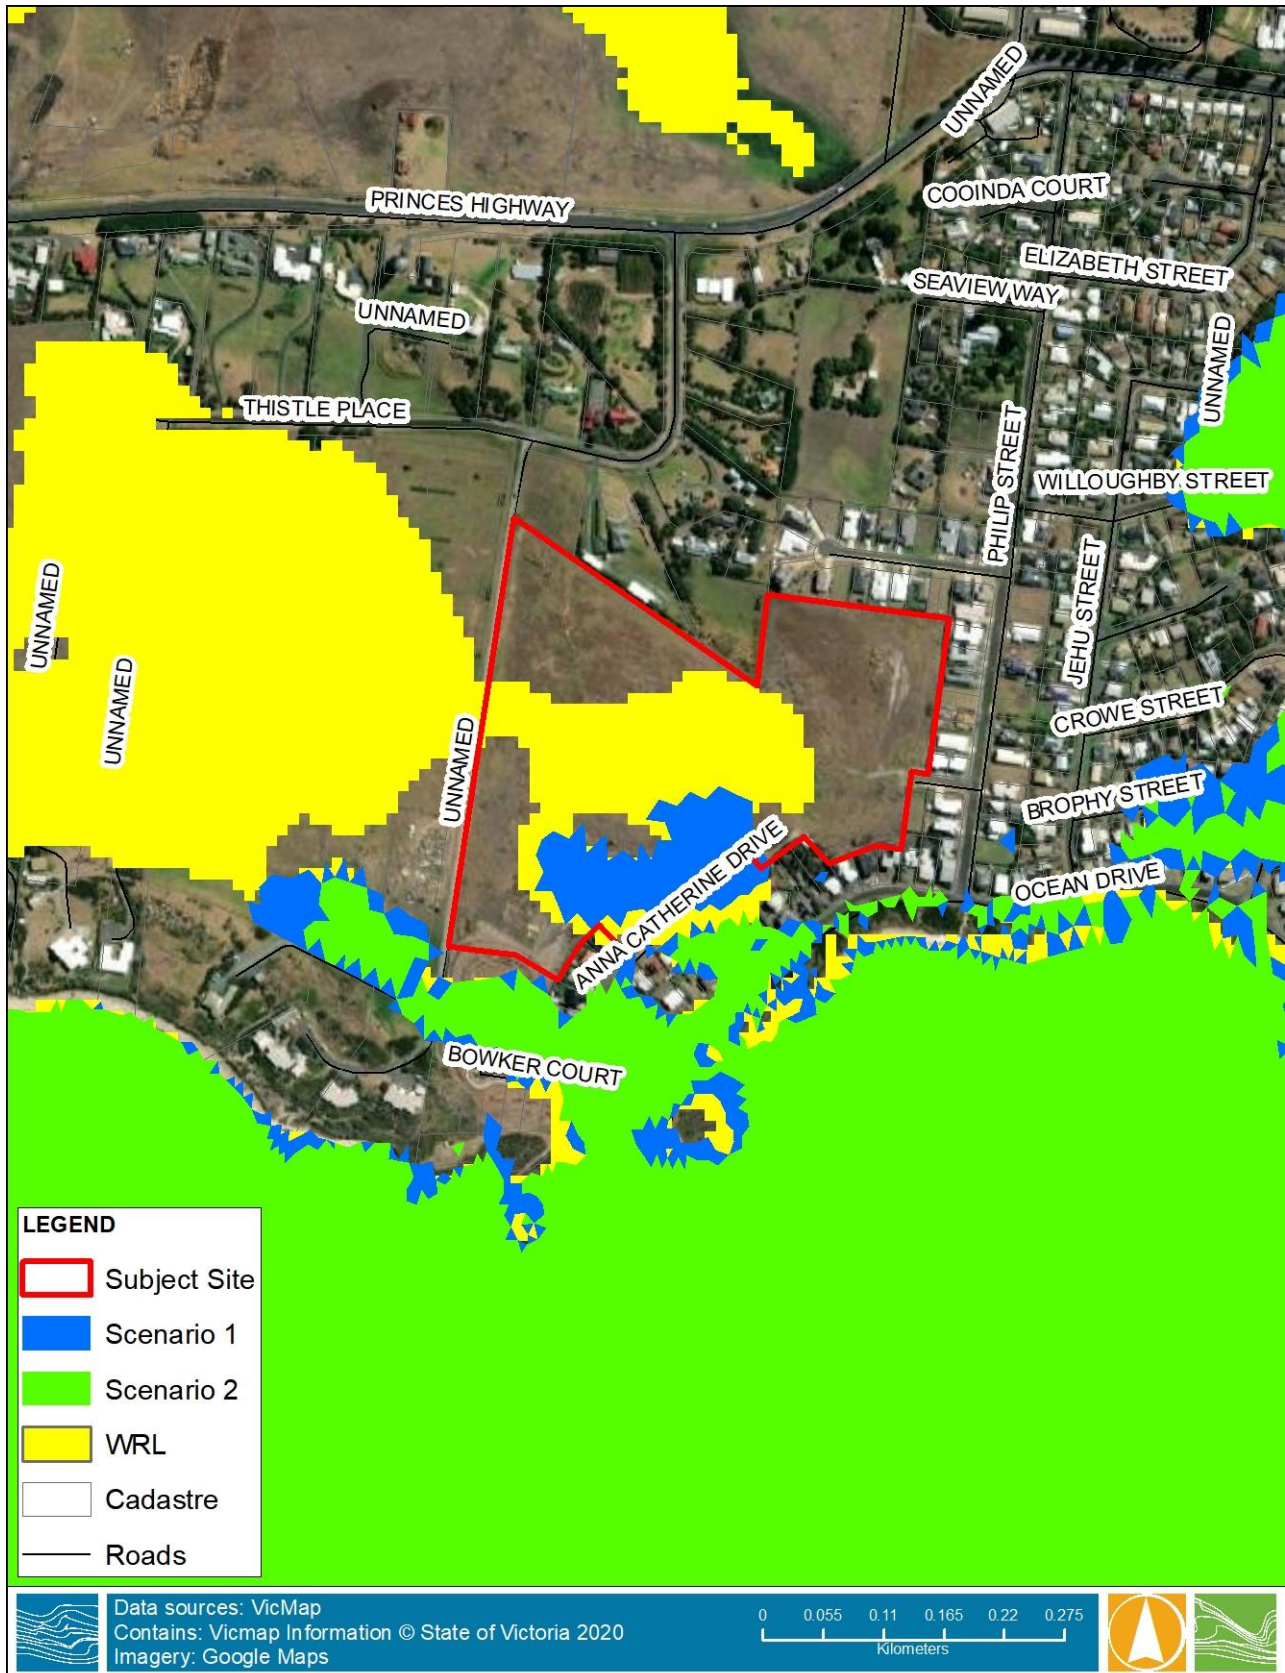 UNNAMED
COOINDA COURT
PRINCES HIGHWAY
ELIZABETH STREET
SEAVIEW WAY
UNNAMED
UNNAMED
THISTLE PLACE
PHILIP STREET
WILLOUGHBY STREET
JEHU STREET
UNNAMED
UNNAMED
UNNAMED
CROWE STREET
BROPHY STREET
ANNA CATHERINE DRIVE
OCEAN DRIVE
BOWKER COURT
LEGEND
Subject Site
Scenario 1
Scenario 2
WRL
Cadastre
Roads
Data sources: VicMap
Contains: Vicmap Information © State of Victoria 2020
Imagery: Google Maps
0 0.055 0.11 0.165 0.22 0.275
Kilometers